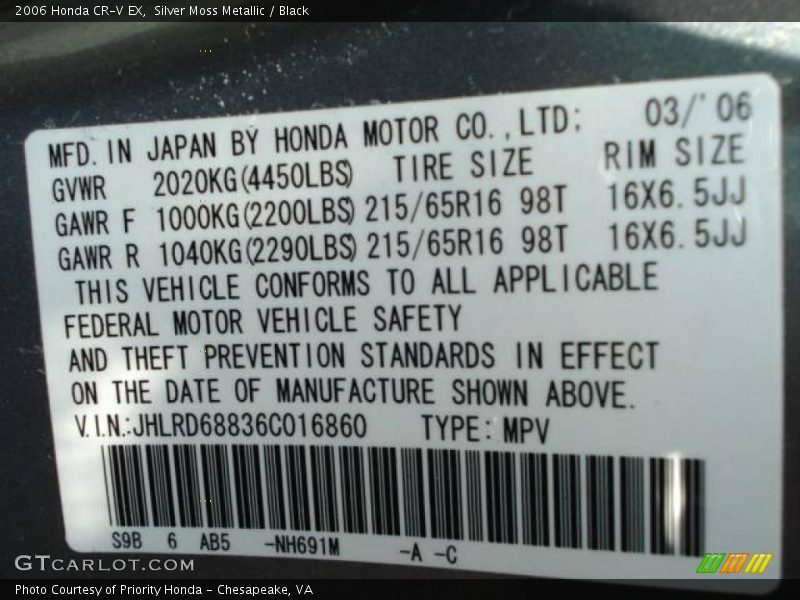 2006 Honda CR-V EX,  Silver Moss Metallic / Black
MFD. IN JAPAN BY HONDA MOTOR CO.,LTD; 03/'06
GVWR 2020KG(4450LBS) TIRE SIZE RIM SIZE
GAWR F 1000KG(2200LBS) 215/65R16 98T 16X6.5JJ
GAWR R 1040KG(2290LBS) 215/65R16 98T 16X6.5JJ
THIS VEHICLE CONFORMS TO ALL APPLICABLE
FEDERAL MOTOR VEHICLE SAFETY
AND THEFT PREVENTION STANDARDS IN EFFECT
ON THE DATE OF MANUFACTURE SHOWN ABOVE.
V.I.N.:JHLRD68836C016860 TYPE: MPV
S9B 6 AB5 -NH691M -A -C
GTCARLOT.COM
Photo Courtesy of Priority Honda - Chesapeake, VA